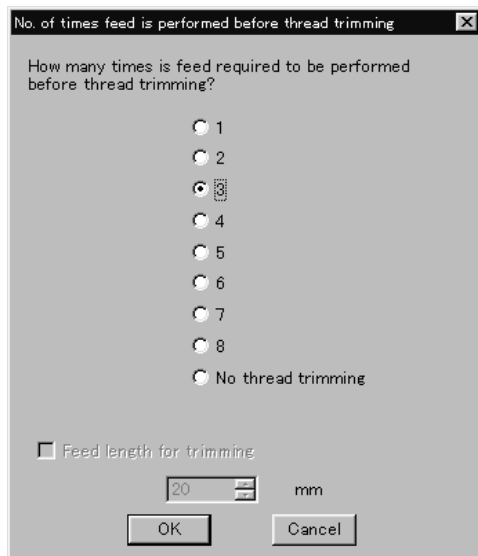 No. of times feed is performed before thread trimming
How many times is feed required to be performed
before thread trimming?
1
2
3
4
5
6
7
8
No thread trimming
Feed length for trimming
20 mm
OK Cancel